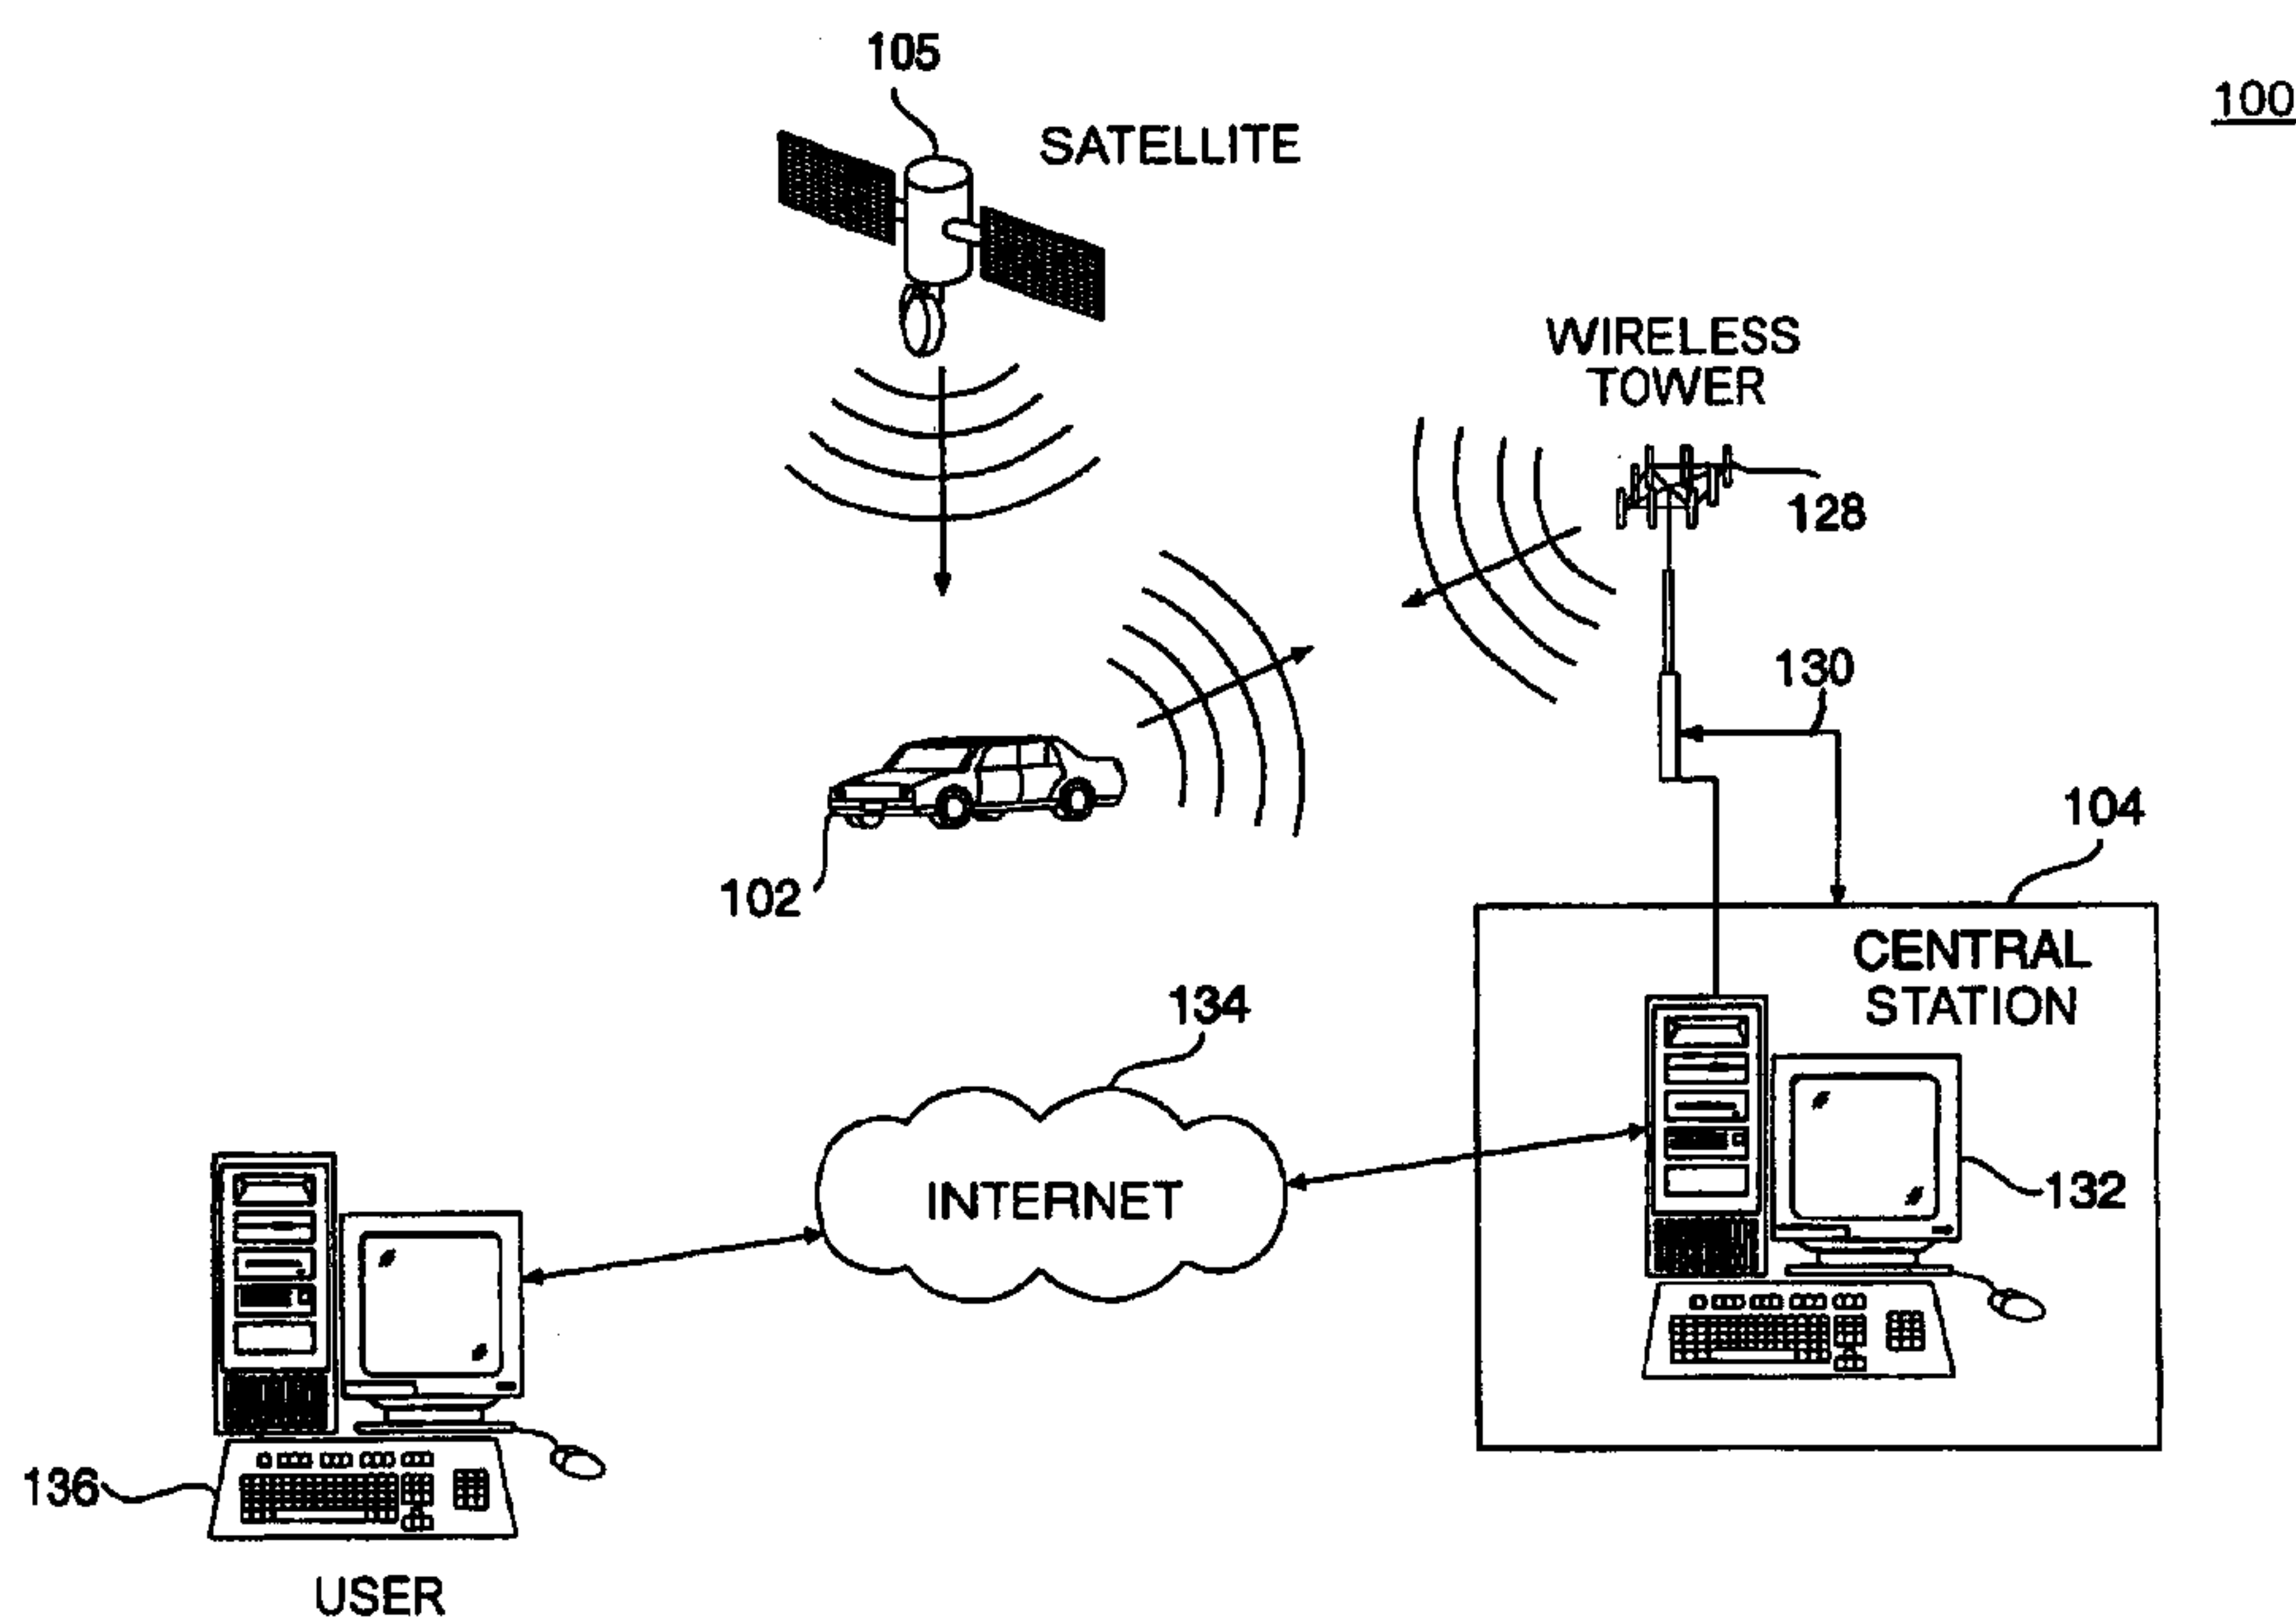 105
100
SATELLITE
WIRELESS
TOWER
128
130
104
102
CENTRAL
STATION
134
INTERNET
132
136
USER